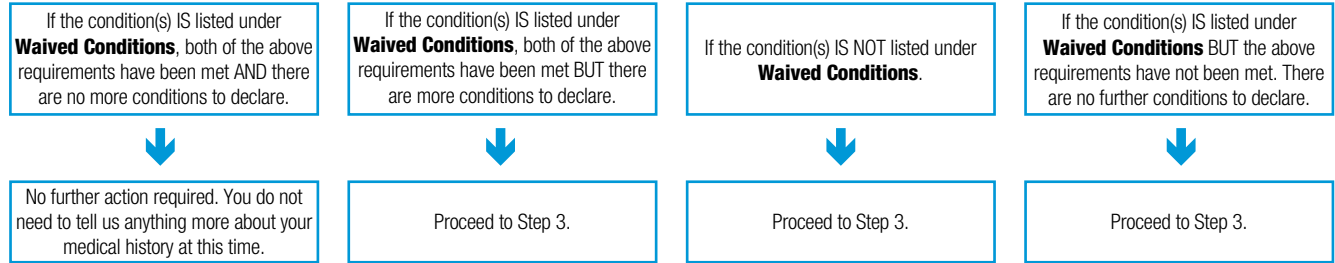 If the condition(s) IS listed under
Waived Conditions, both of the above
requirements have been met AND there
are no more conditions to declare.
If the condition(s) IS listed under
Waived Conditions, both of the above
requirements have been met BUT there
are more conditions to declare.
If the condition(s) IS NOT listed under
Waived Conditions.
If the condition(s) IS listed under
Waived Conditions BUT the above
requirements have not been met. There
are no further conditions to declare.
No further action required. You do not
need to tell us anything more about your
medical history at this time.
Proceed to Step 3.
Proceed to Step 3.
Proceed to Step 3.